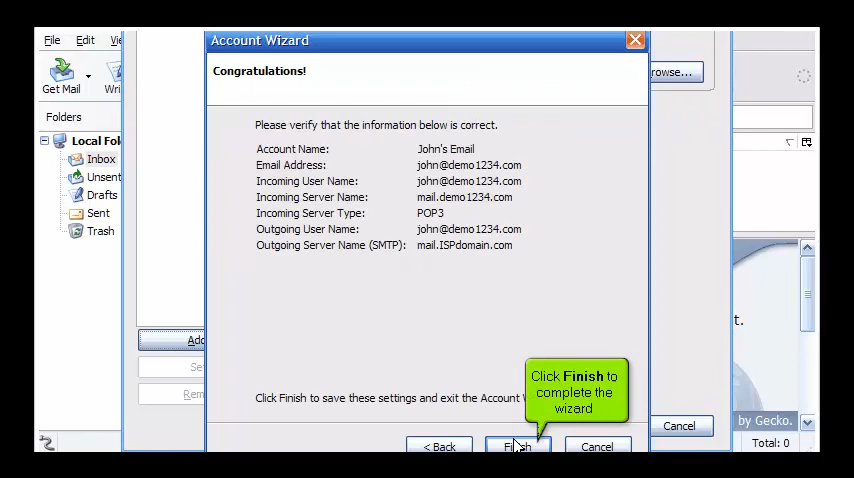 Account Wizard
File Edit
Congratulations!
rowse...
Get Mail
Folders
Please verify that the information below is correct.
Local Fol
Account Name: John's Email
Inbox
Email Address: john@demo1234.com
Unsent
Incoming User Name: john@demo1234.com
Drafts
Incoming Server Name: mail.demo1234.com
Sent
Incoming Server Type: POP3
Trash
Outgoing User Name: john@demo1234.com
Outgoing Server Name (SMTP): mail.ISPdomain.com
t.
Add
Click Finish to
complete the
wizard
Click Finish to save these settings and exit the Account W
by Gecko.
Cancel
< Back Finish Cancel
Total: 0